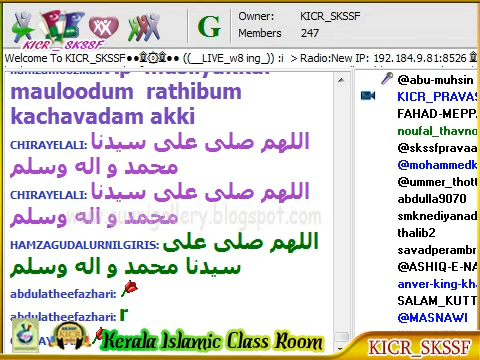 KICR_SKSSF
G
Owner: KICR_SKSSF
Members 247
Welcome To KICR_SKSSF
((__LIVE_w8 ing_)) :i > Radio:New IP: 192.184.9.81:8526
mauloodum rathibum
kachavadam akki
CHIRAYELALI: اللهم صلى على سيدنا
محمد و اله وسلم
CHIRAYELALI: اللهم صلى على سيدنا
محمد و اله وسلم
HAMZAGUDALURNILGIRIS: اللهم صلى على
سيدنا محمد و اله وسلم
abdulatheefazhari:
abdulatheefazhari: r
@abu-muhsin
KICR_PRAVAS
FAHAD-MEPPA
noufal_thavno
@skssfpravaa
@mohammedk
@ummer_thott
abdulla9070
smknediyanad
thalib2
savadperambr
@ASHIQ-E-NA
anver-king-kha
SALAM_KUTT
@MASNAWI
Kerala Islamic Class Room
KICR_SKSSF